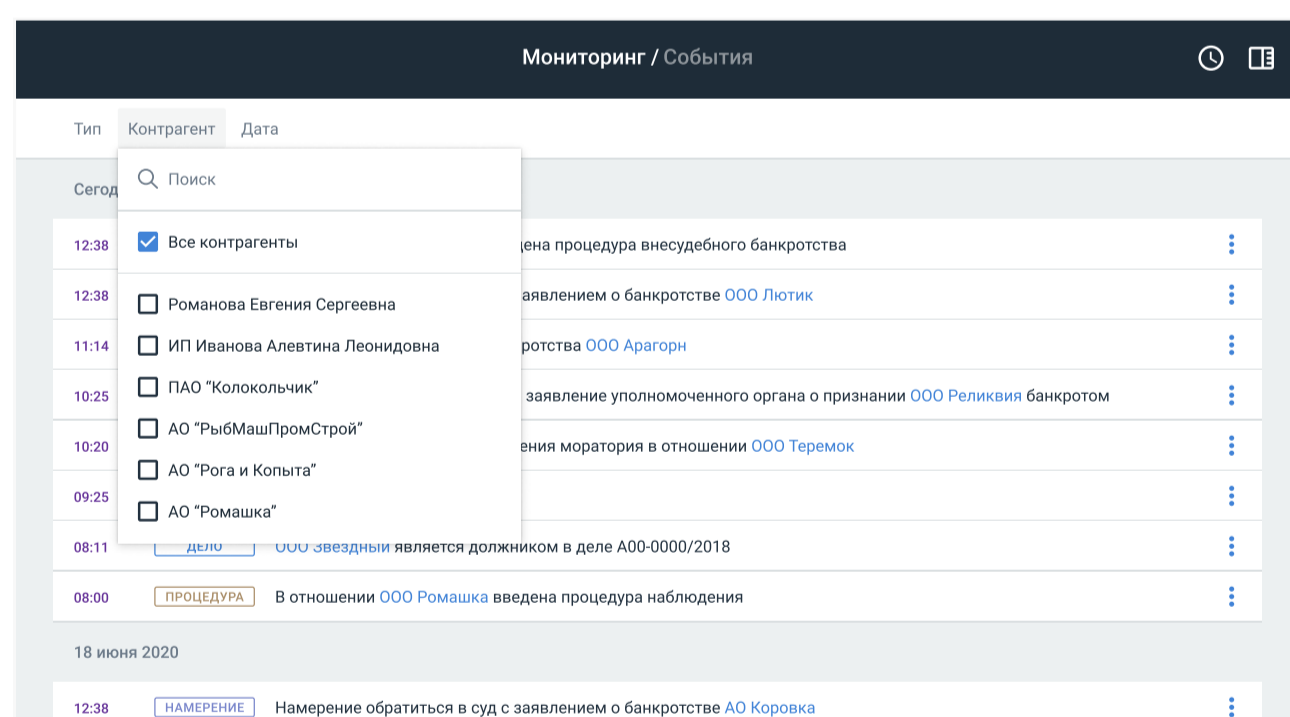 Мониторинг / События
Тип Контрагент Дата
Поиск
Сегод
Все контрагенты
12:38 процедура внесудебного банкротства
Романова Евгения Сергеевна
12:38 о банкротстве ООО Лютик
ИП Иванова Алевтина Леонидовна
11:14 ООО Арагорн
ПАО “Колокольчик”
10:25 заявление уполномоченного органа о признании ООО Реликвия банкротом
АО “РыбМашПромСтрой”
10:20 моратория в отношении ООО Теремок
АО “Рога и Копыта”
09:25
АО “Ромашка”
08:11 ДЕЛО ООО Звездный является должником в деле А00-0000/2018
08:00 ПРОЦЕДУРА В отношении ООО Ромашка введена процедура наблюдения
18 июня 2020
12:38 НАМЕРЕНИЕ Намерение обратиться в суд с заявлением о банкротстве АО Коровка